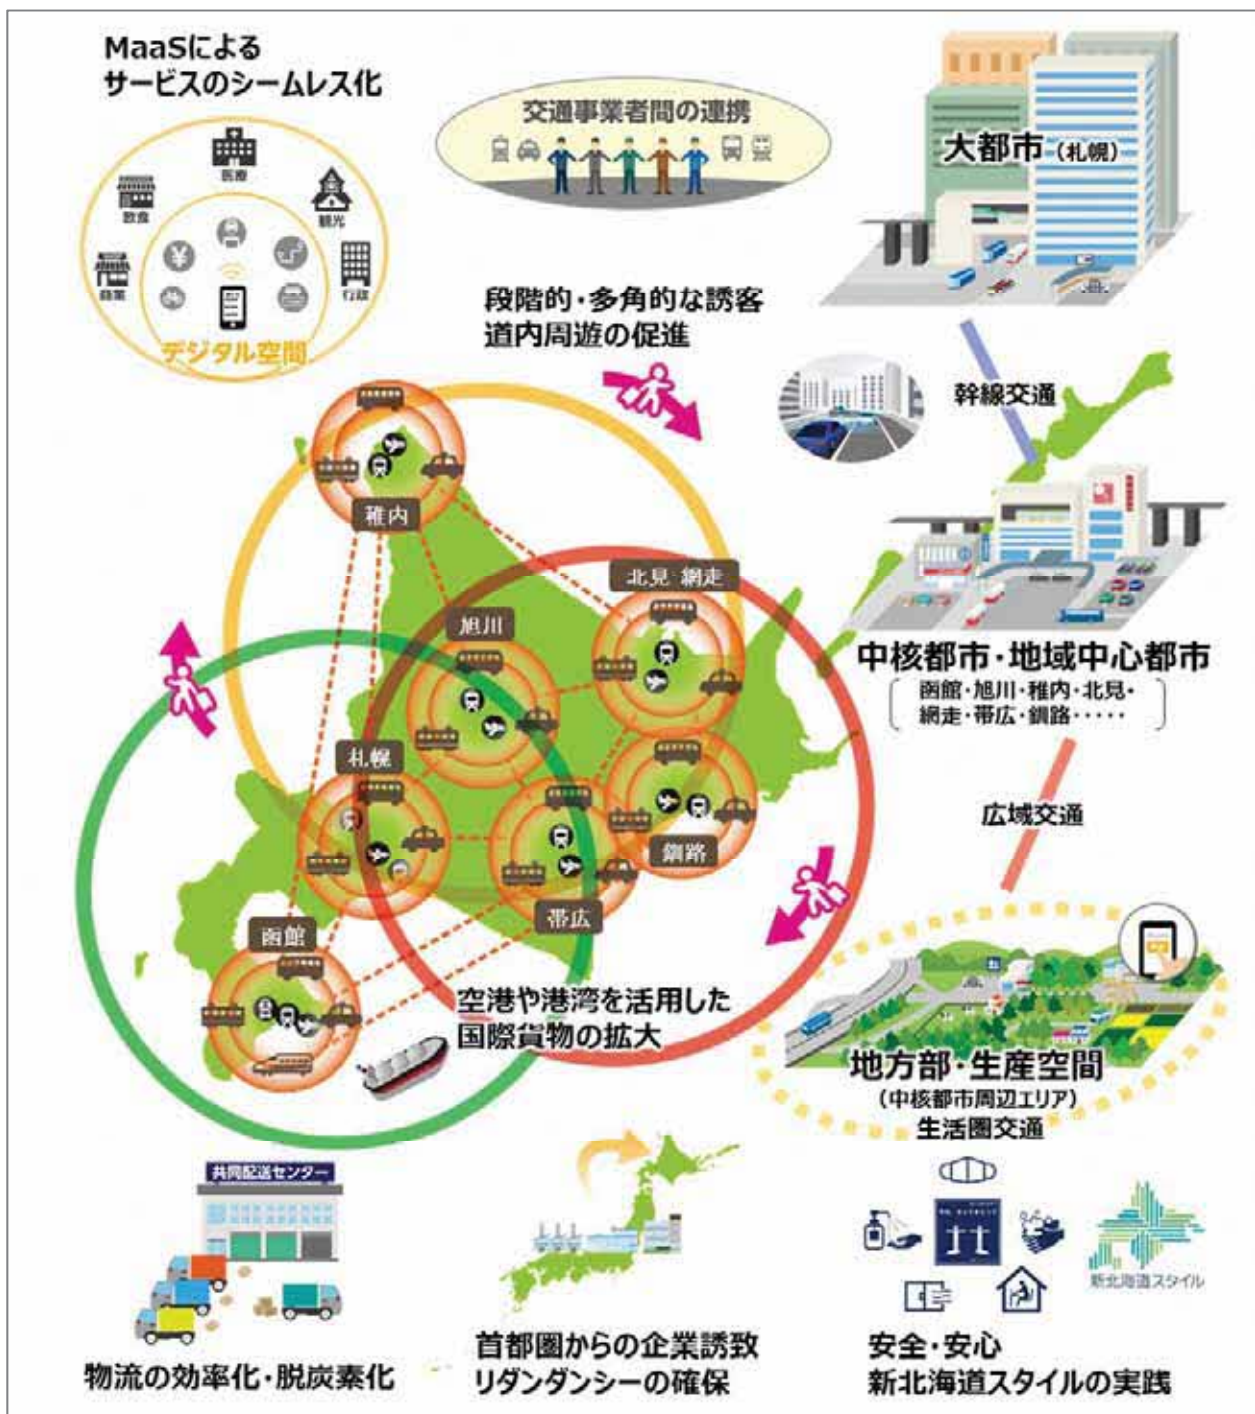 MaaSによる
サービスのシームレス化
医療
飲食
観光
商業
行政
デジタル空間
交通事業者間の連携
大都市（札幌）
段階的・多角的な誘客
道内周遊の促進
幹線交通
稚内
北見 網走
旭川
札幌
釧路
帯広
函館
中核都市・地域中心都市
函館・旭川・稚内・北見・
網走・帯広・釧路・・・・・
広域交通
空港や港湾を活用した
国際貨物の拡大
地方部・生産空間
（中核都市周辺エリア）
生活圏交通
共同配送センター
物流の効率化・脱炭素化
首都圏からの企業誘致
リダンダンシーの確保
新北海道スタイル
安全・安心
新北海道スタイルの実践